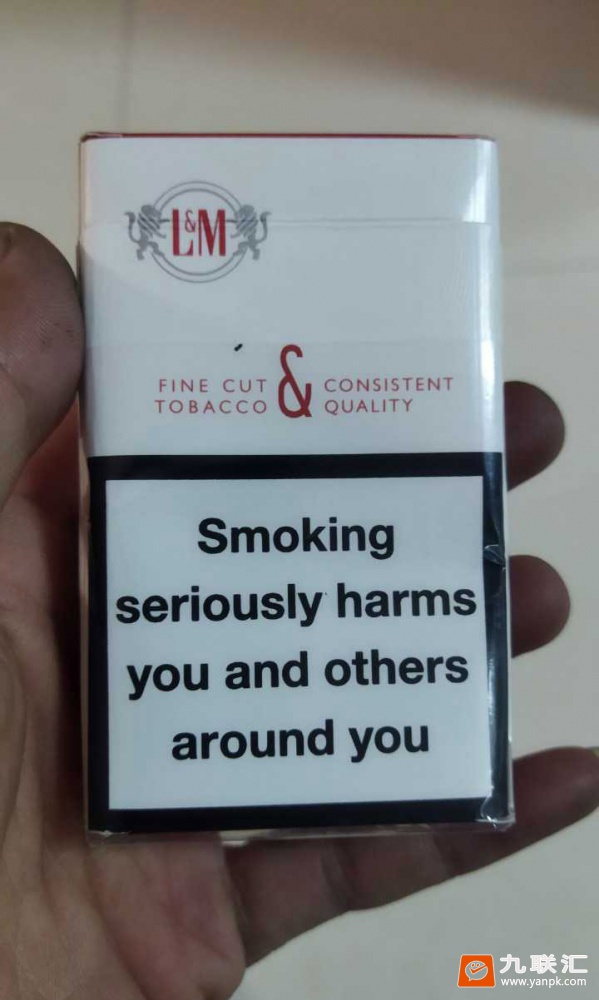 L&M
FINE CUT & CONSISTENT
TOBACCO QUALITY
Smoking
seriously harms
you and others
around you
九联汇
www.yanpk.com